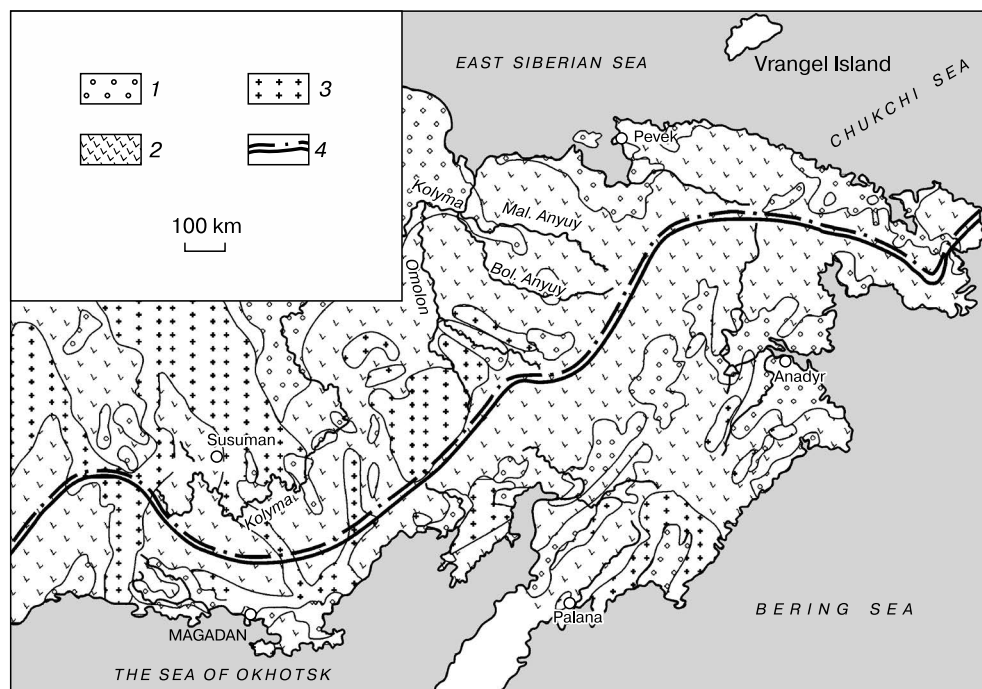 EAST SIBERIAN SEA
Vrangel Island
CHUKCHI SEA
1
3
2
4
100 km
Pevek
Kolyma
Mal. Anyuy
Bol. Anyuy
Omolon
Anadyr
Susuman
Kolyma
Palana
BERING SEA
MAGADAN
THE SEA OF OKHOTSK